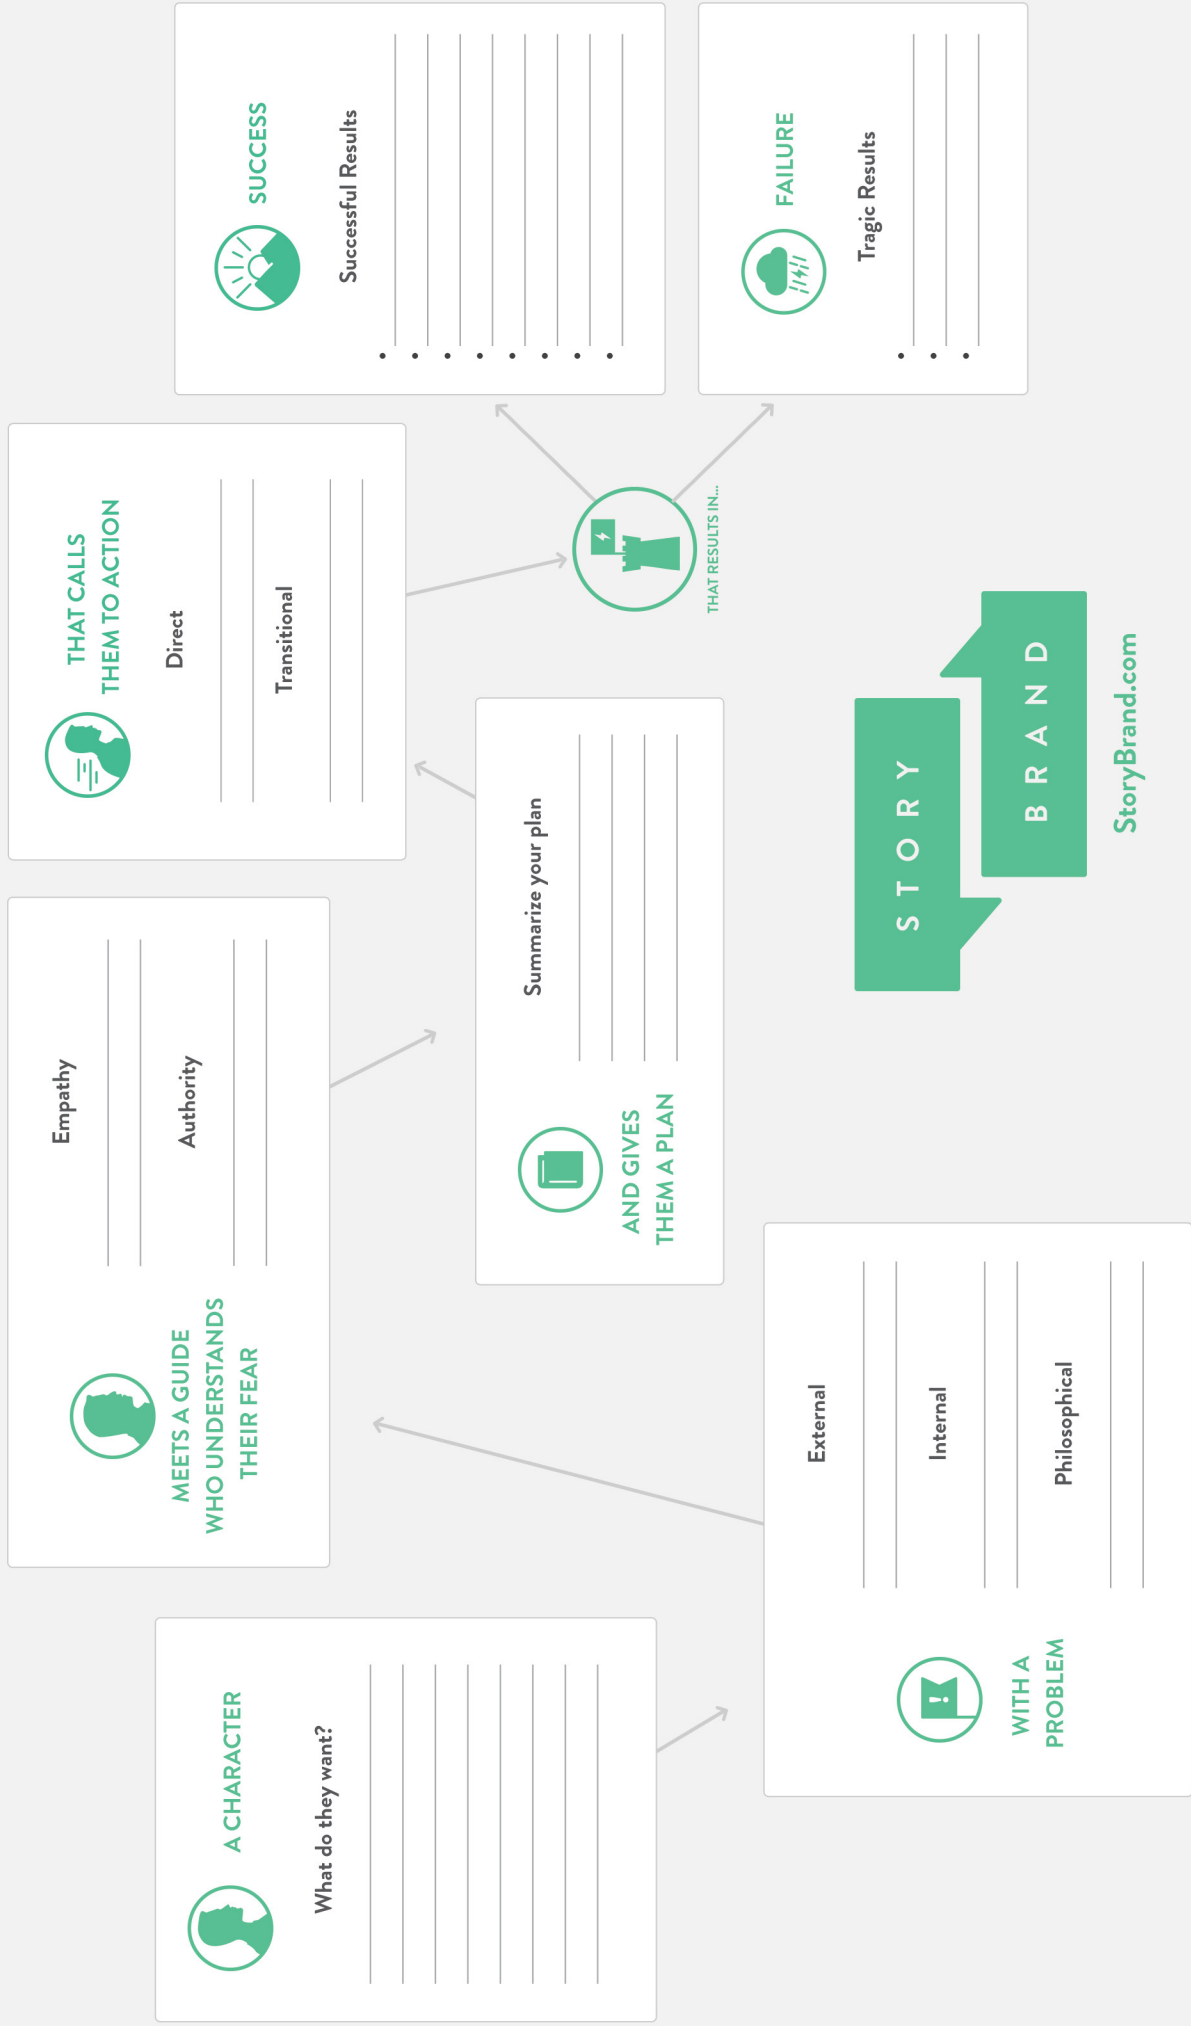 A CHARACTER
What do they want?
WITH A
PROBLEM
External
Internal
Philosophical
MEETS A GUIDE
WHO UNDERSTANDS
THEIR FEAR
Empathy
Authority
AND GIVES
THEM A PLAN
Summarize your plan
THAT CALLS
THEM TO ACTION
Direct
Transitional
THAT RESULTS IN...
SUCCESS
Successful Results
FAILURE
Tragic Results
STORY
BRAND
StoryBrand.com